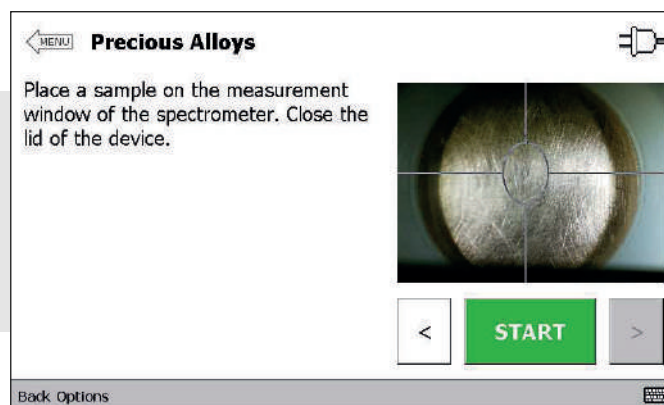 MENU Precious Alloys
Place a sample on the measurement
window of the spectrometer. Close the
lid of the device.
< START >
Back Options